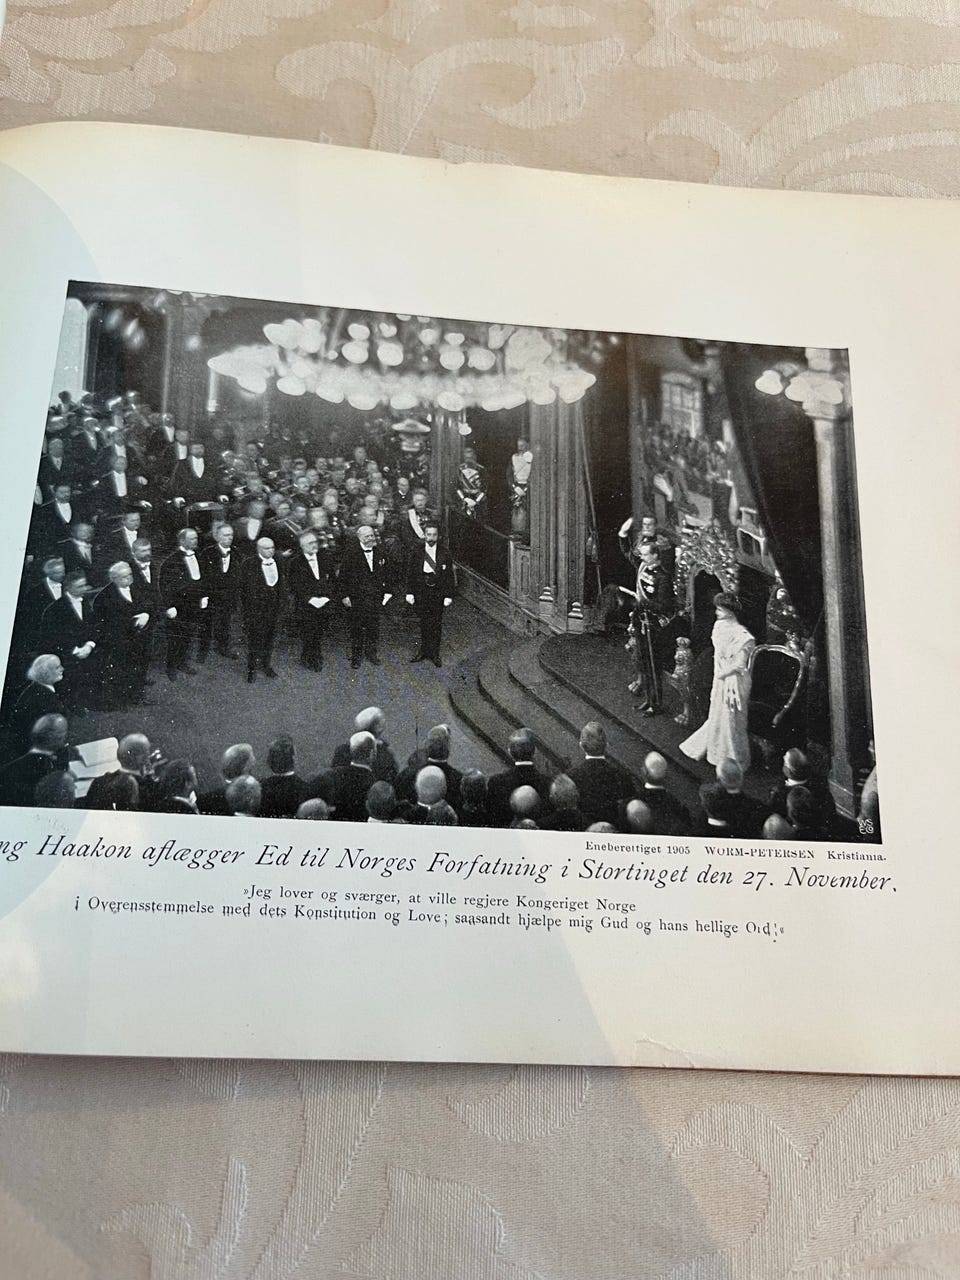 Eneberettiget 1905 WORM-PETERSEN Kristiania.
ng Haakon aflægger Ed til Norges Forfatning i Stortinget den 27. November.
»Jeg lover og sværger, at ville regjere Kongeriget Norge
i Overensstemmelse med dets Konstitution og Love; saasandt hjælpe mig Gud og hans hellige Ord!«